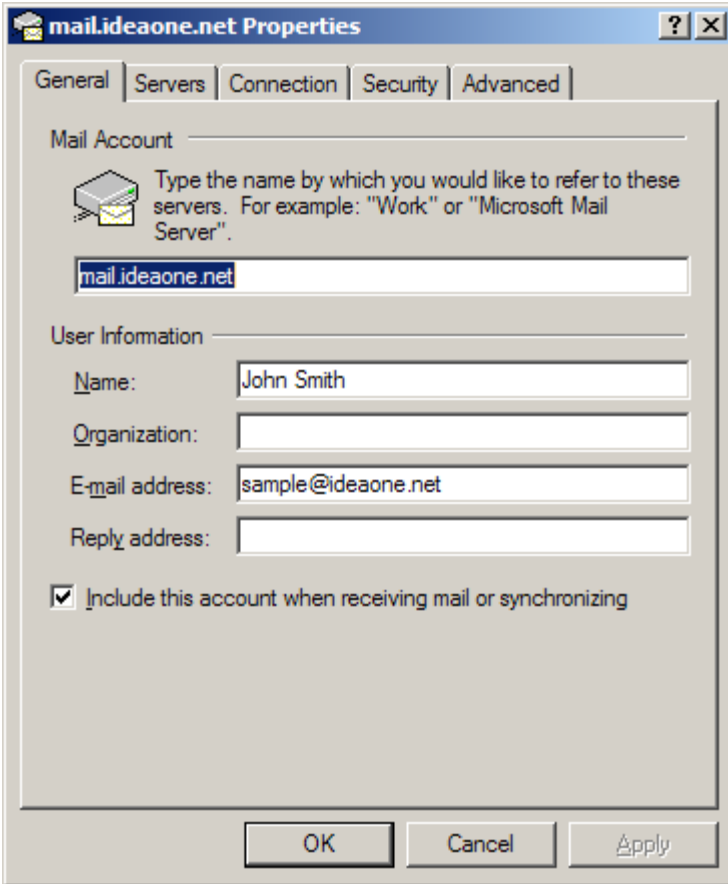 mail.ideaone.net Properties
General Servers Connection Security Advanced
Mail Account
Type the name by which you would like to refer to these
servers. For example: "Work" or "Microsoft Mail
Server".
mail.ideaone.net
User Information
Name: John Smith
Organization:
E-mail address: sample@ideaone.net
Reply address:
Include this account when receiving mail or synchronizing
OK Cancel Apply